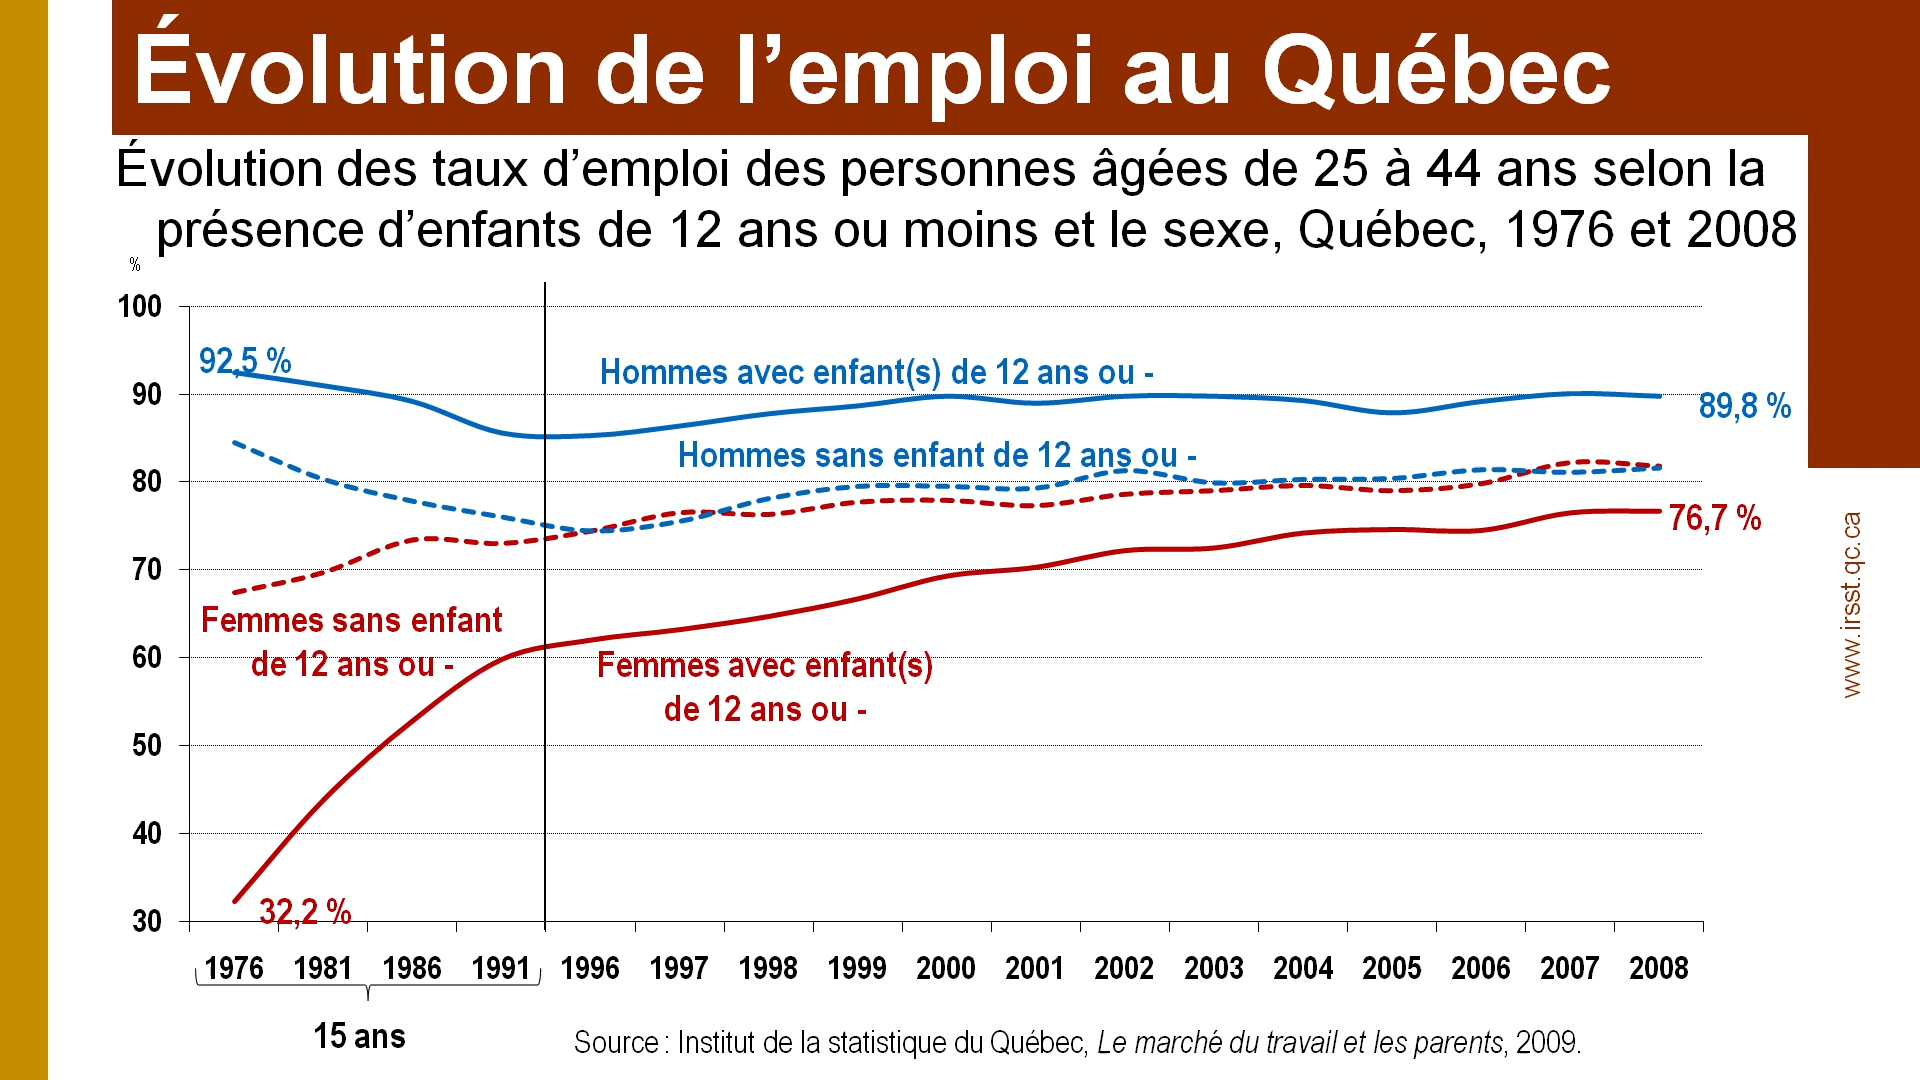 Évolution de l’emploi au Québec
Évolution des taux d’emploi des personnes âgées de 25 à 44 ans selon la
présence d’enfants de 12 ans ou moins et le sexe, Québec, 1976 et 2008
%
100
90
80
70
60
50
40
30
92,5 %
Hommes avec enfant(s) de 12 ans ou -
89,8 %
Hommes sans enfant de 12 ans ou -
76,7 %
Femmes sans enfant
de 12 ans ou -
Femmes avec enfant(s)
de 12 ans ou -
32,2 %
1976 1981 1986 1991 1996 1997 1998 1999 2000 2001 2002 2003 2004 2005 2006 2007 2008
15 ans
Source : Institut de la statistique du Québec, Le marché du travail et les parents, 2009.
www.irsst.qc.ca